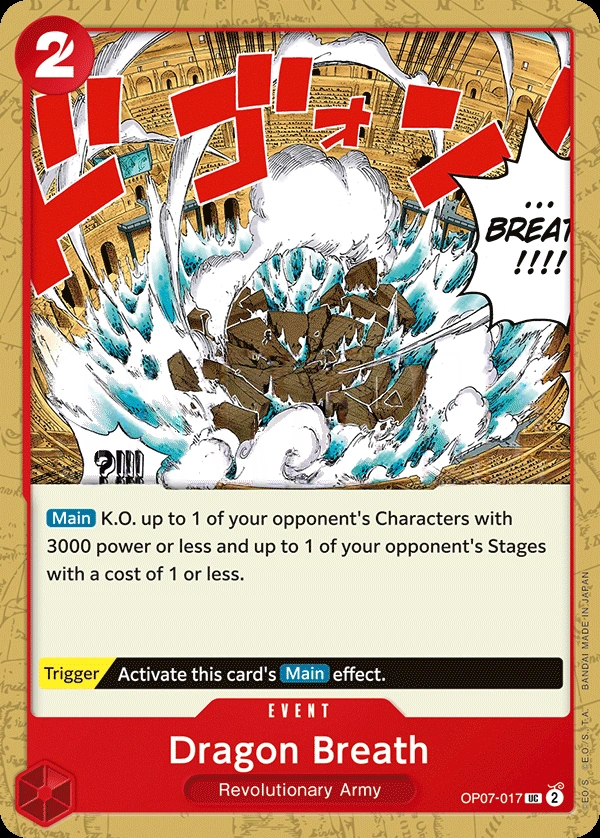 2
ドゴォン
...
BREAT
!!!!
?!!!
Main K.O. up to 1 of your opponent's Characters with
3000 power or less and up to 1 of your opponent's Stages
with a cost of 1 or less.
Trigger Activate this card's Main effect.
EVENT
Dragon Breath
Revolutionary Army
OP07-017 UC 2
©E.O./S.,T.A. BANDAI MADE IN JAPAN